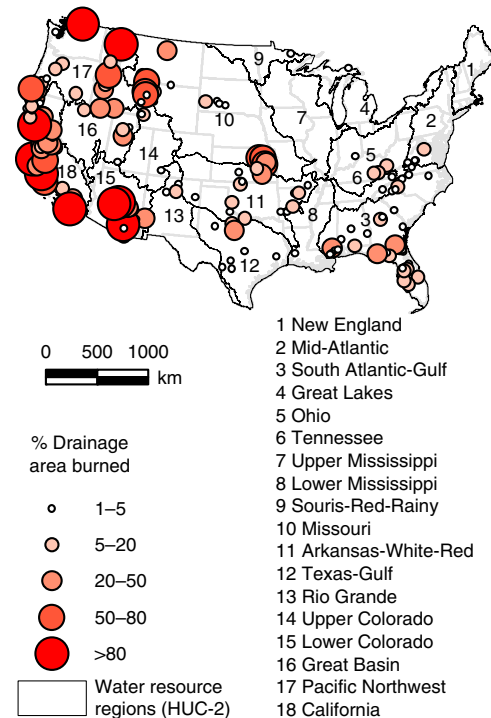 1
9
17
4
7
2
10
16
5
14
6
18
15
11
3
13
8
12
1 New England
2 Mid-Atlantic
3 South Atlantic-Gulf
4 Great Lakes
5 Ohio
6 Tennessee
7 Upper Mississippi
8 Lower Mississippi
9 Souris-Red-Rainy
10 Missouri
11 Arkansas-White-Red
12 Texas-Gulf
13 Rio Grande
14 Upper Colorado
15 Lower Colorado
16 Great Basin
17 Pacific Northwest
18 California
0 500 1000
km
% Drainage
area burned
1–5
5–20
20–50
50–80
>80
Water resource
regions (HUC-2)